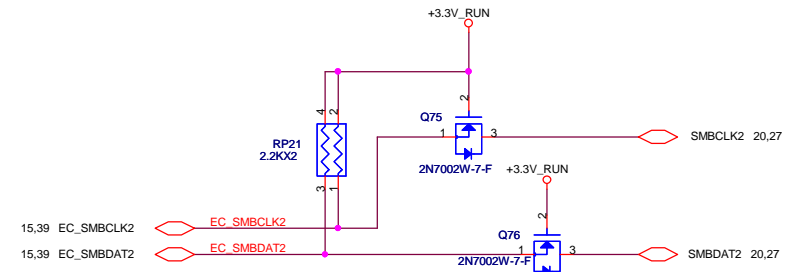 +3.3V_RUN
2
Q75
4 2
1 3
SMBCLK2 20,27
RP21
2.2KX2
2N7002W-7-F
+3.3V_RUN
3 1
2
15,39 EC_SMBCLK2 EC_SMBCLK2
Q76
15,39 EC_SMBDAT2 EC_SMBDAT2
1 3
SMBDAT2 20,27
2N7002W-7-F